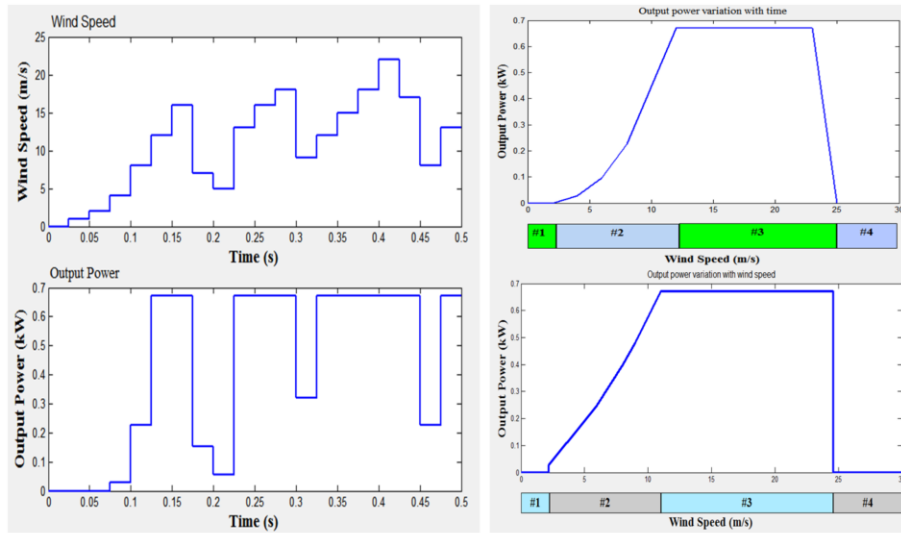 Wind Speed
25
20
15
10
5
0
Wind Speed (m/s)
0 0.05 0.1 0.15 0.2 0.25 0.3 0.35 0.4 0.45 0.5
Time (s)
Output Power
0.7
0.6
0.5
0.4
0.3
0.2
0.1
0
Output Power (kW)
0 0.05 0.1 0.15 0.2 0.25 0.3 0.35 0.4 0.45 0.5
Time (s)
Output power variation with time
0.7
0.6
0.5
0.4
0.3
0.2
0.1
0
Output Power (kW)
0 5 10 15 20 25 30
#1 #2 #3 #4
Wind Speed (m/s)
Output power variation with wind speed
0.7
0.6
0.5
0.4
0.3
0.2
0.1
0
Output Power (kW)
0 5 10 15 20 25 30
#1 #2 #3 #4
Wind Speed (m/s)